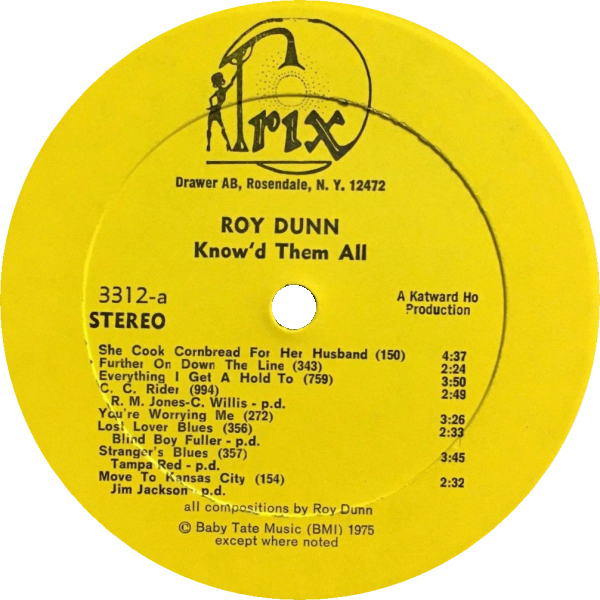 Trix
Drawer AB, Rosendale, N. Y. 12472
ROY DUNN
Know'd Them All
3312-a
STEREO
A Katward Ho
Production
She Cook Cornbread For Her Husband (150) 4:37
Further On Down The Line (343) 2:24
Everything I Get A Hold To (759) 3:50
C. C. Rider (994) 2:49
R. M. Jones-C. Willis - p.d.
You're Worrying Me (272) 3:26
Lost Lover Blues (356) 2:33
Blind Boy Fuller - p.d.
Stranger's Blues (357) 3:45
Tampa Red - p.d.
Move To Kansas City (154) 2:32
Jim Jackson - p.d.
all compositions by Roy Dunn
© Baby Tate Music (BMI) 1975
except where noted